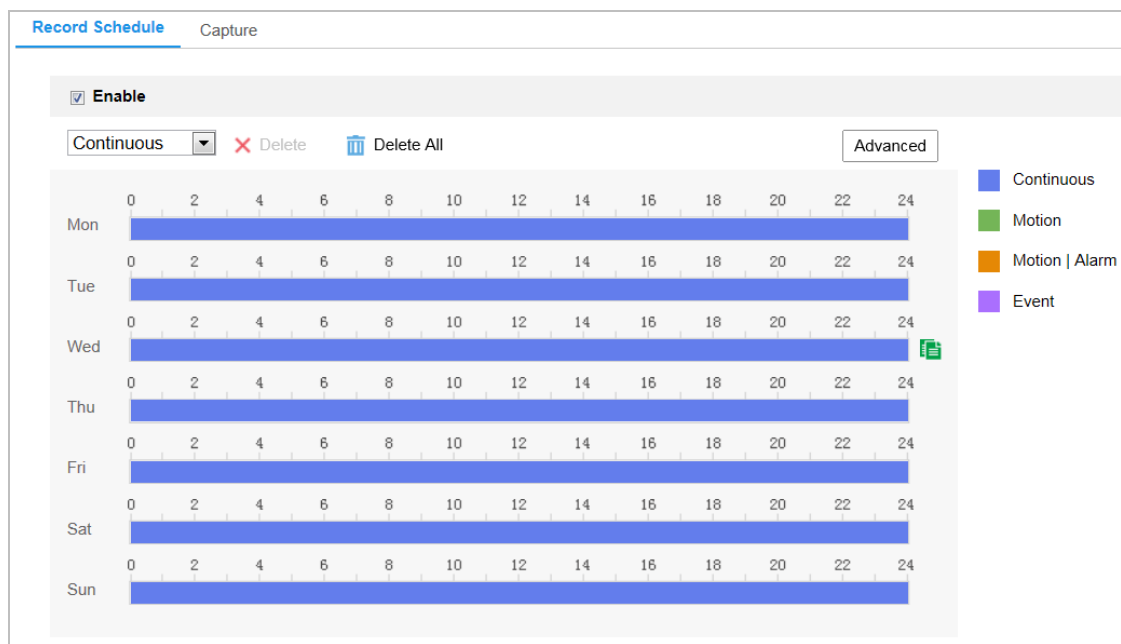 Record Schedule Capture
Enable
Continuous Delete Delete All Advanced
0 2 4 6 8 10 12 14 16 18 20 22 24
Mon
0 2 4 6 8 10 12 14 16 18 20 22 24
Tue
0 2 4 6 8 10 12 14 16 18 20 22 24
Wed
0 2 4 6 8 10 12 14 16 18 20 22 24
Thu
0 2 4 6 8 10 12 14 16 18 20 22 24
Fri
0 2 4 6 8 10 12 14 16 18 20 22 24
Sat
0 2 4 6 8 10 12 14 16 18 20 22 24
Sun
Continuous
Motion
Motion | Alarm
Event